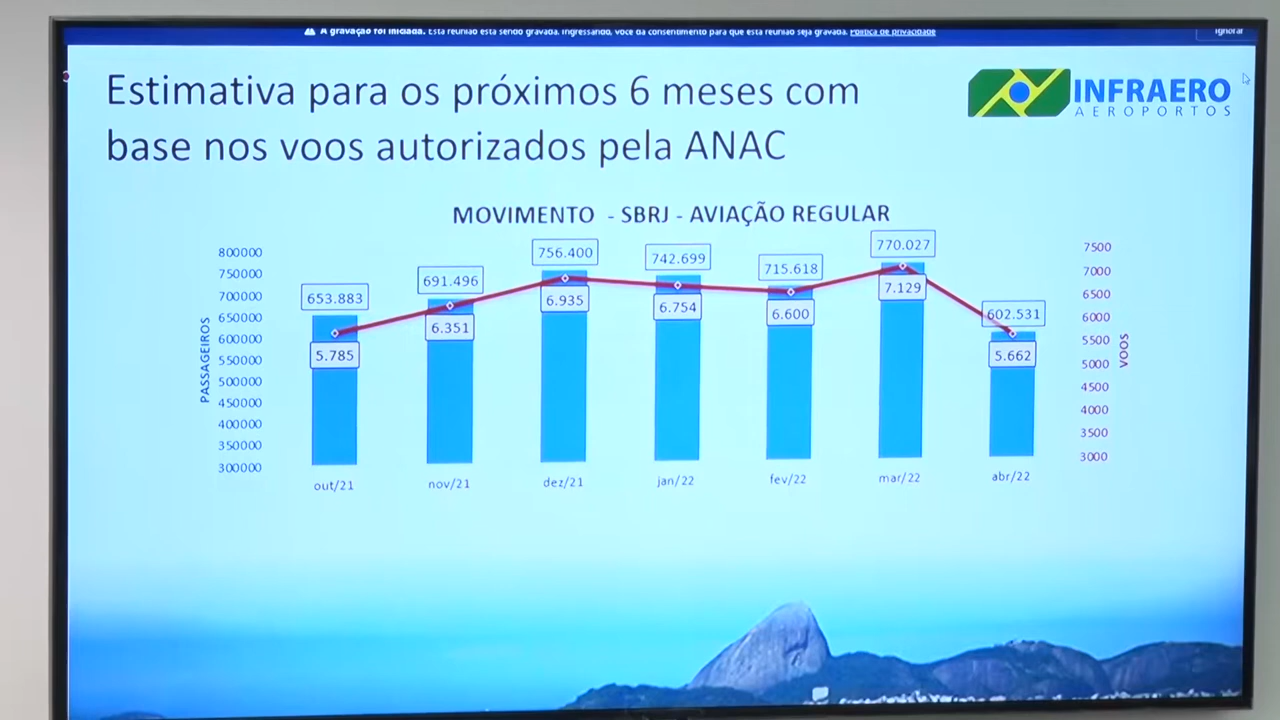 A gravação foi iniciada. Esta reunião está sendo gravada. Ingressando, você dá consentimento para que esta reunião seja gravada. Política de privacidade
Ignorar
Estimativa para os próximos 6 meses com
base nos voos autorizados pela ANAC
INFRAERO
AEROPORTOS
MOVIMENTO - SBRJ - AVIAÇÃO REGULAR
PASSAGEIROS
800000
750000
700000
650000
600000
550000
500000
450000
400000
350000
300000
653.883
691.496
756.400
742.699
715.618
770.027
602.531
5.785
6.351
6.935
6.754
6.600
7.129
5.662
7500
7000
6500
6000
5500
5000
4500
4000
3500
3000
VOOS
out/21
nov/21
dez/21
jan/22
fev/22
mar/22
abr/22